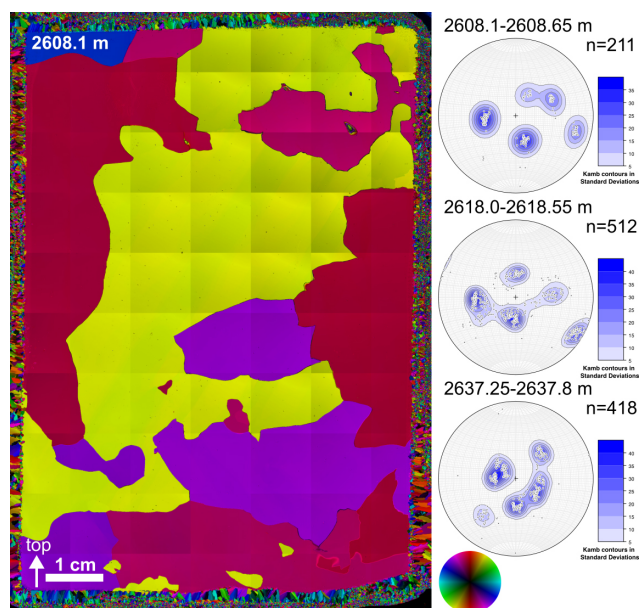 2608.1 m
top
1 cm
2608.1-2608.65 m
n=211
35
30
25
20
15
10
5
Kamb contours in
Standard Deviations
2618.0-2618.55 m
n=512
40
35
30
25
20
15
10
5
Kamb contours in
Standard Deviations
2637.25-2637.8 m
n=418
40
35
30
25
20
15
10
5
Kamb contours in
Standard Deviations